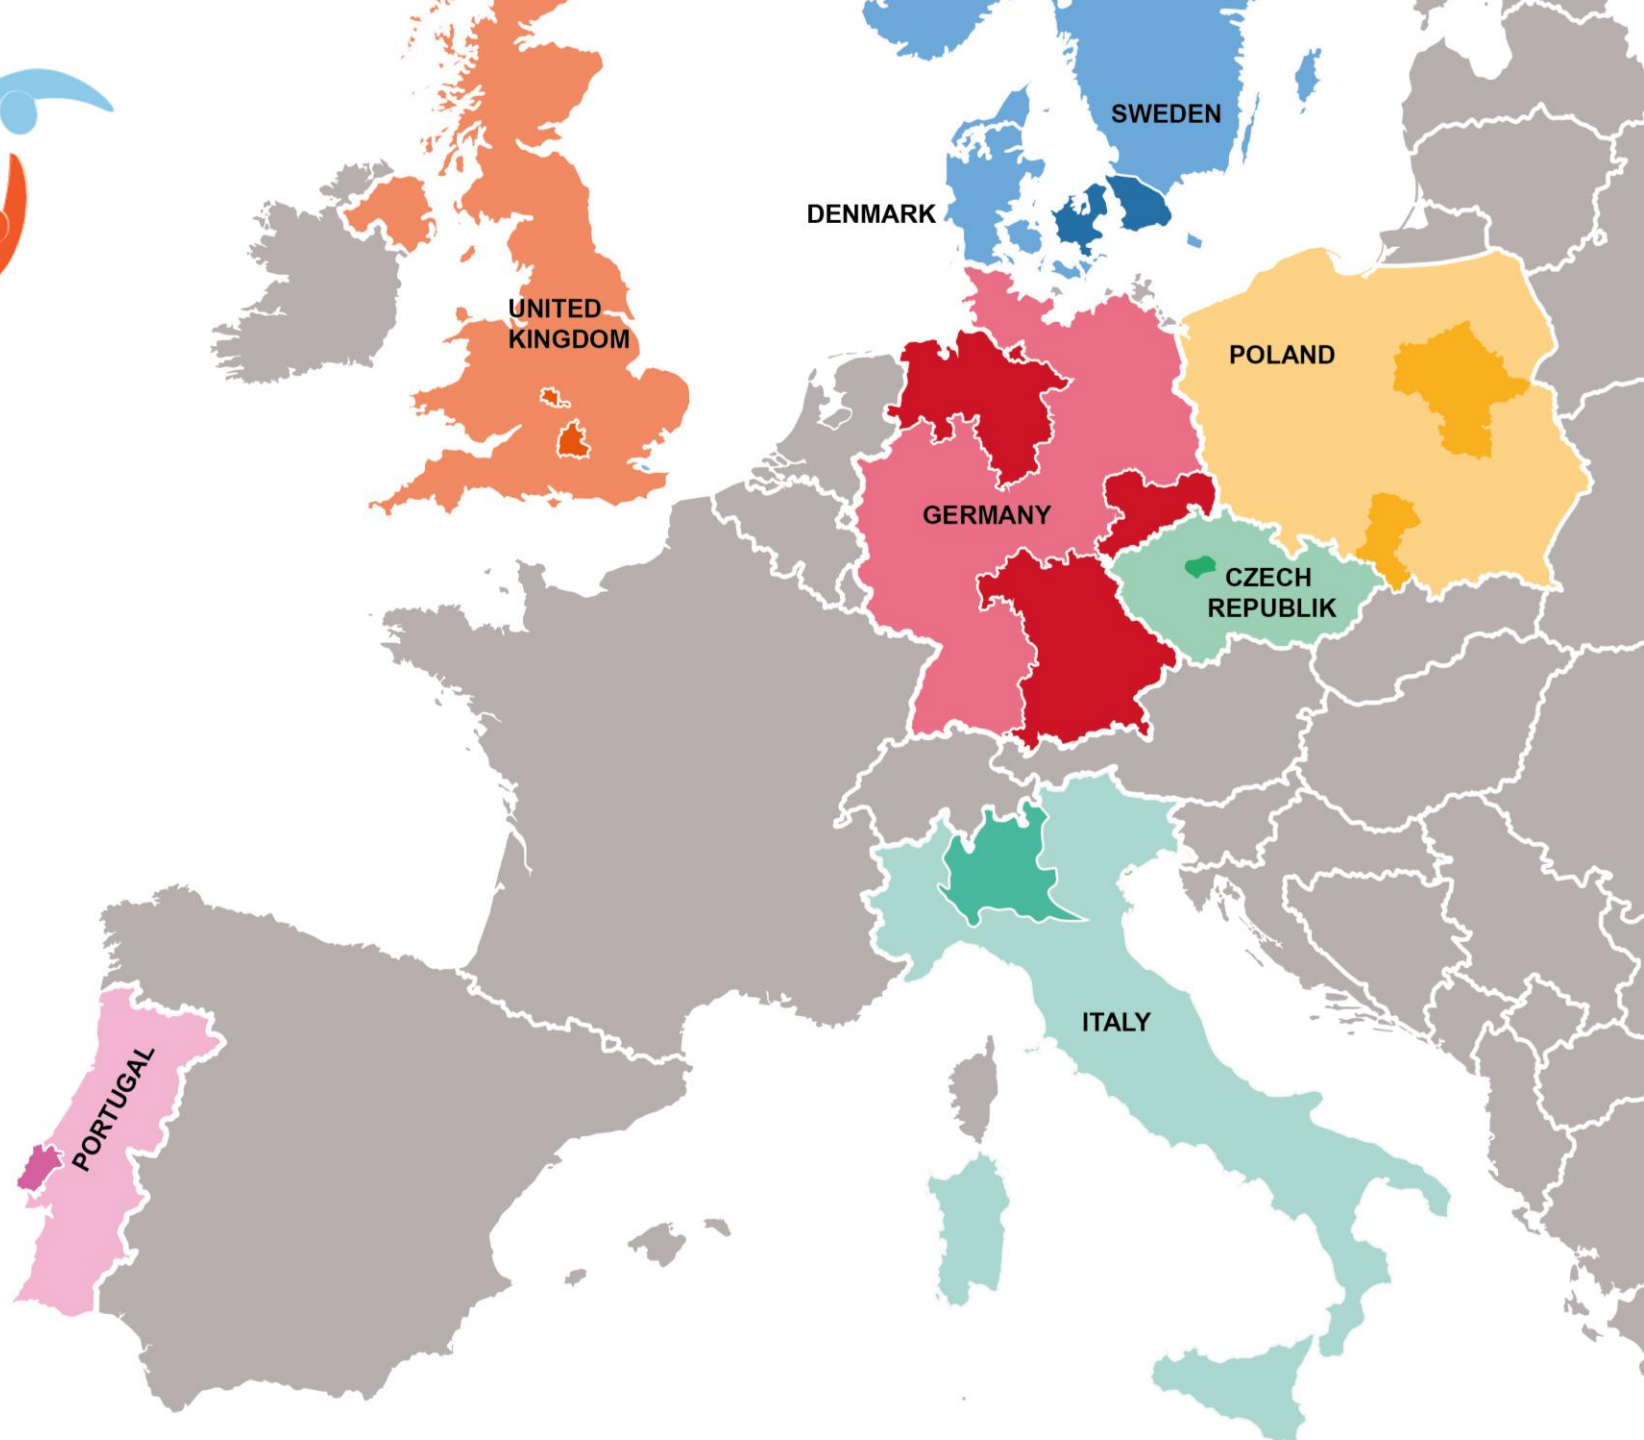 SWEDEN
DENMARK
UNITED
KINGDOM
POLAND
GERMANY
CZECH
REPUBLIK
ITALY
PORTUGAL